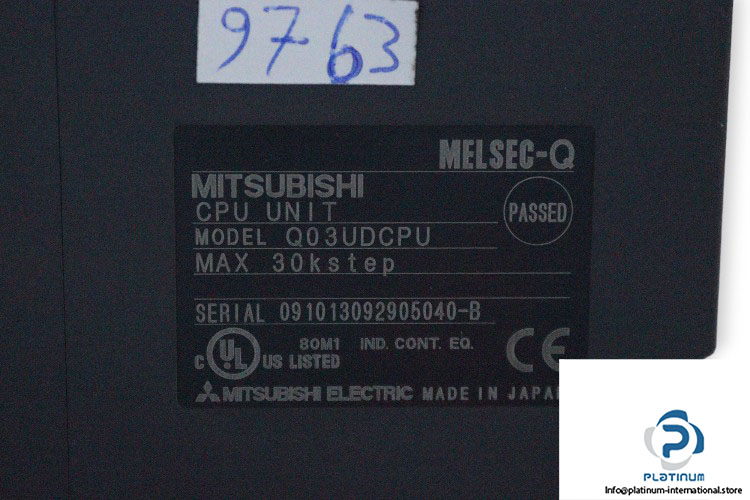 9763
MELSEC-Q
MITSUBISHI
CPU UNIT
PASSED
MODEL Q03UDCPU
MAX 30kstep
SERIAL 091013092905040-B
C UL US LISTED
80M1 IND. CONT. EQ.
CE
MITSUBISHI ELECTRIC MADE IN JAPAN
PLATINUM
Info@platinum-international.store